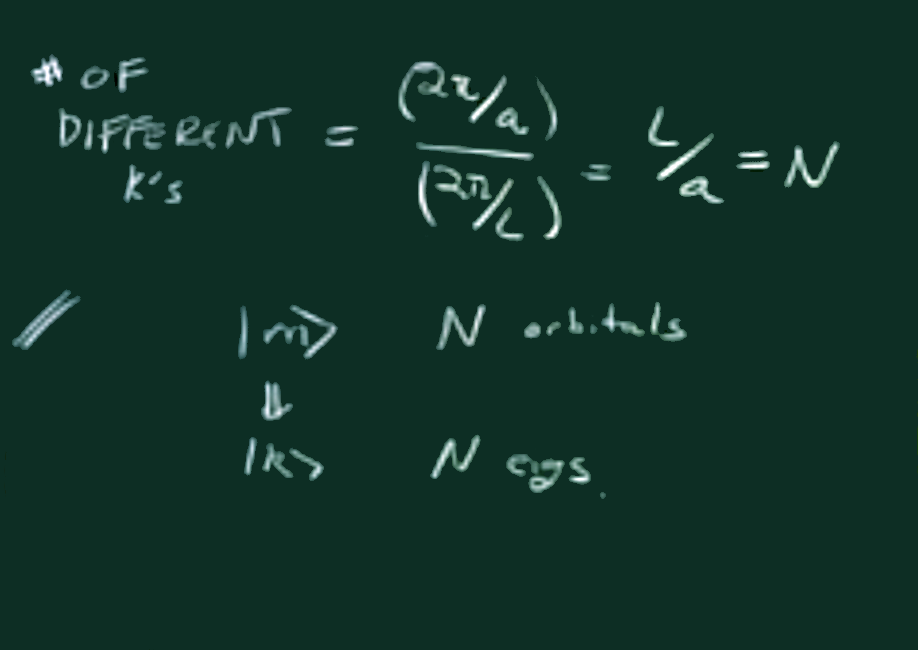 # OF
DIFFERENT = (2π/a) / (2π/L) = L/a = N
k's
|m> N orbitals
⇓
|k> N eigs.